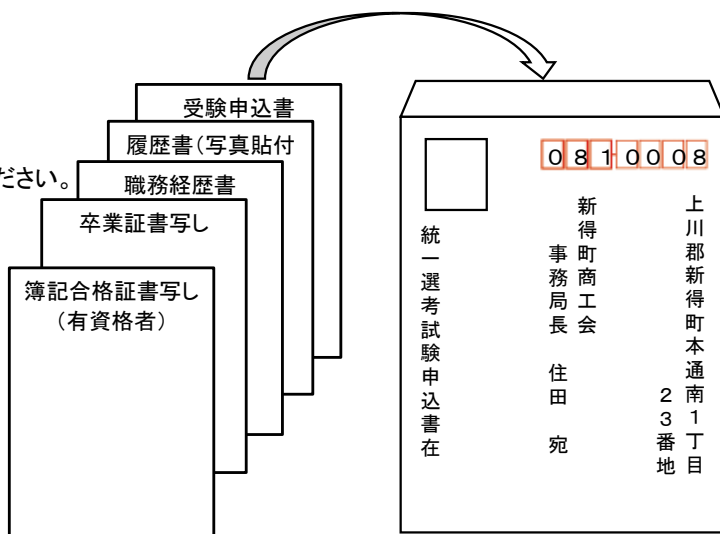 受験申込書
履歴書(写真貼付
ださい。
職務経歴書
卒業証書写し
簿記合格証書写し
(有資格者)
0810008
上川郡新得町本通南1丁目
23番地
新得町商工会
事務局長 住田 宛
統一選考試験申込書在